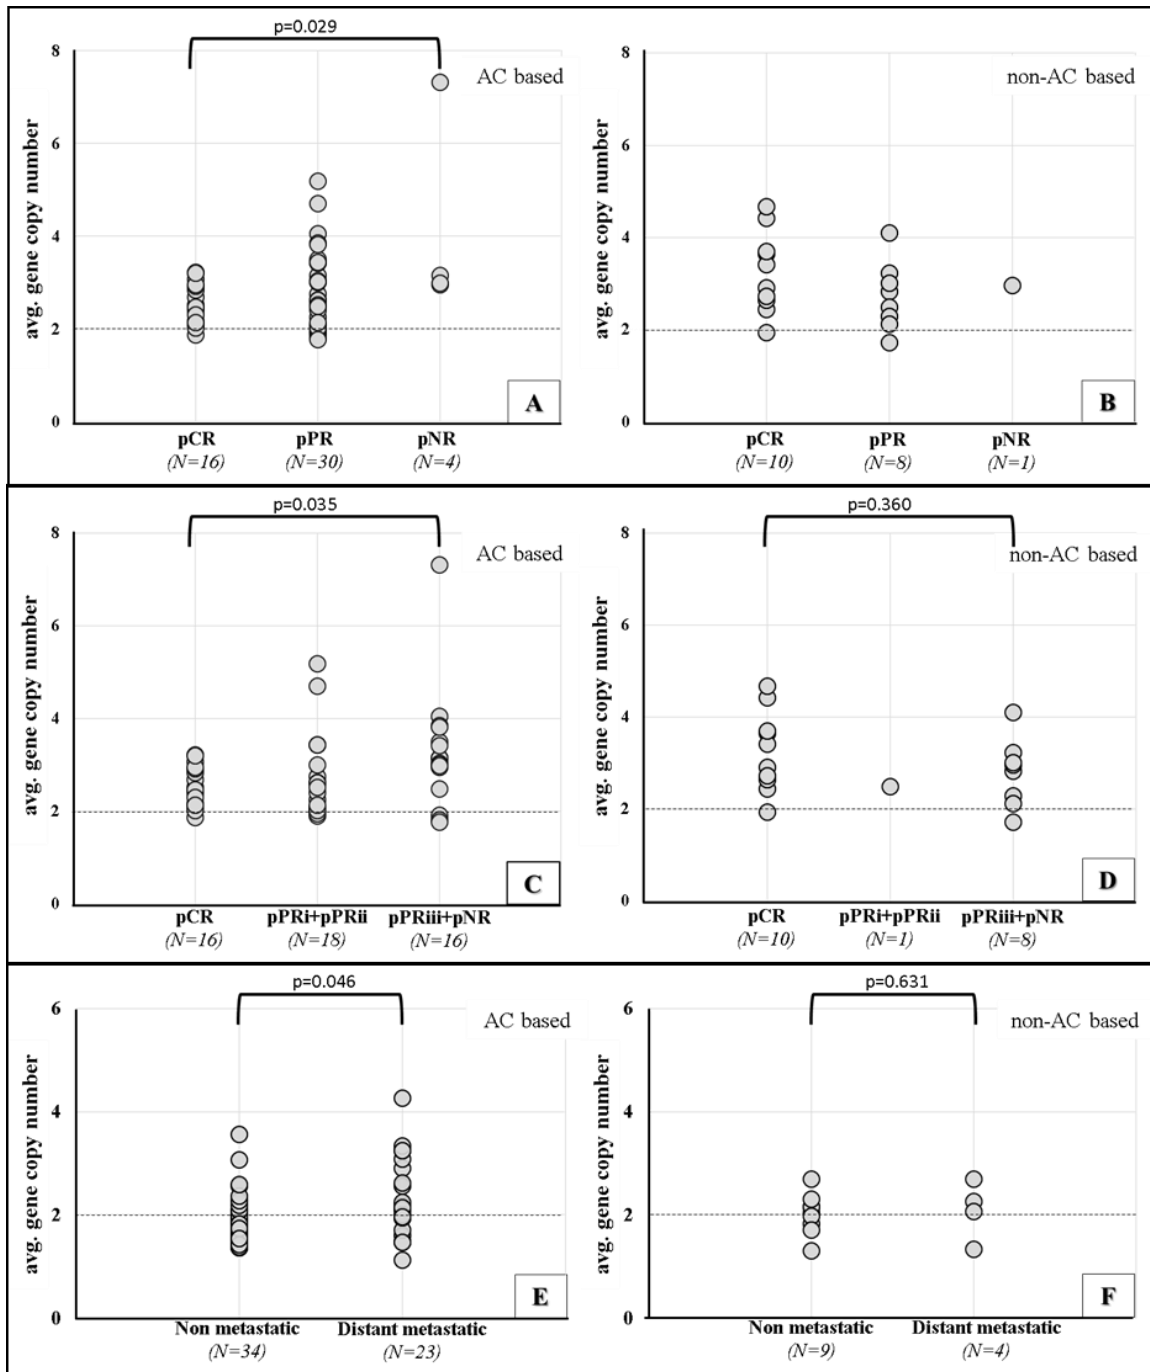 p=0.029
8
AC based
6
4
2
0
avg. gene copy number
A
pCR
pPR
pNR
(N=16)
(N=30)
(N=4)
8
non-AC based
6
4
2
0
avg. gene copy number
B
pCR
pPR
pNR
(N=10)
(N=8)
(N=1)
p=0.035
8
AC based
6
4
2
0
avg. gene copy number
C
pCR
pPRi+pPRii
pPRiii+pNR
(N=16)
(N=18)
(N=16)
p=0.360
8
non-AC based
6
4
2
0
avg. gene copy number
D
pCR
pPRi+pPRii
pPRiii+pNR
(N=10)
(N=1)
(N=8)
p=0.046
6
AC based
4
2
0
avg. gene copy number
E
Non metastatic
Distant metastatic
(N=34)
(N=23)
p=0.631
6
non-AC based
4
2
0
avg. gene copy number
F
Non metastatic
Distant metastatic
(N=9)
(N=4)